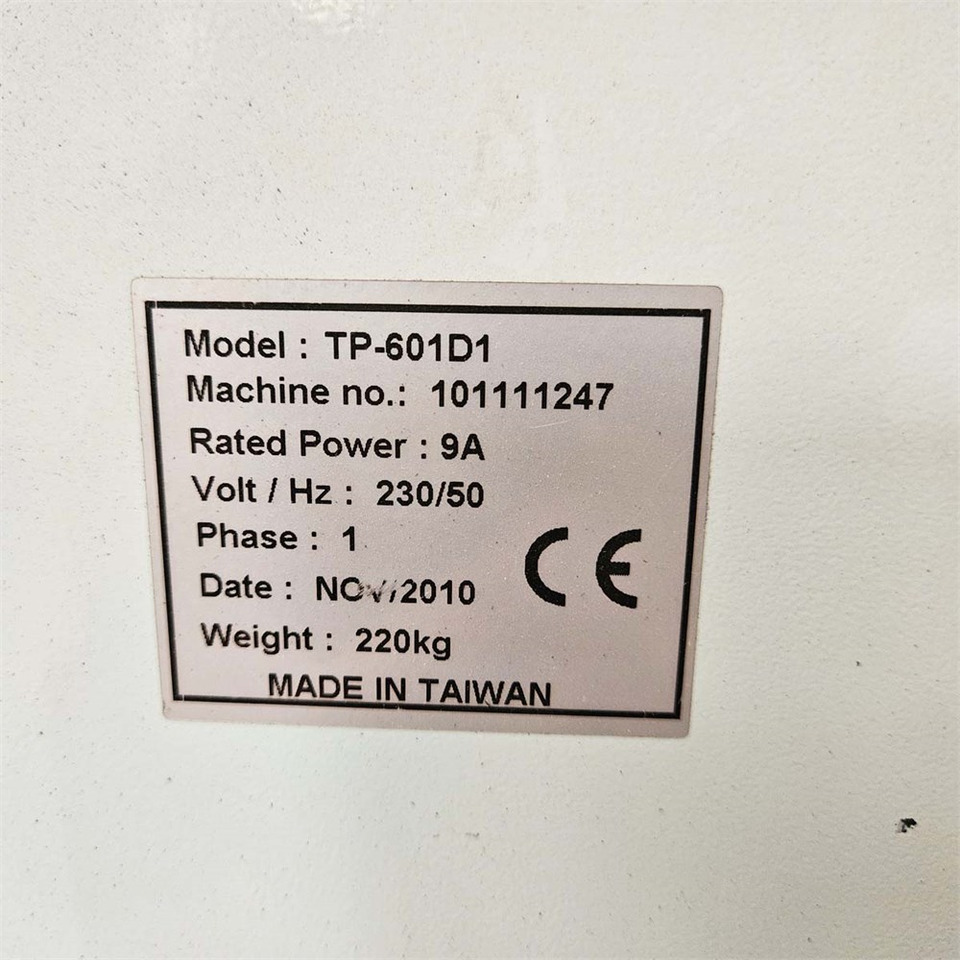 Model : TP-601D1
Machine no.: 101111247
Rated Power : 9A
Volt / Hz : 230/50
Phase : 1
Date : NOV/2010
Weight : 220kg
CE
MADE IN TAIWAN